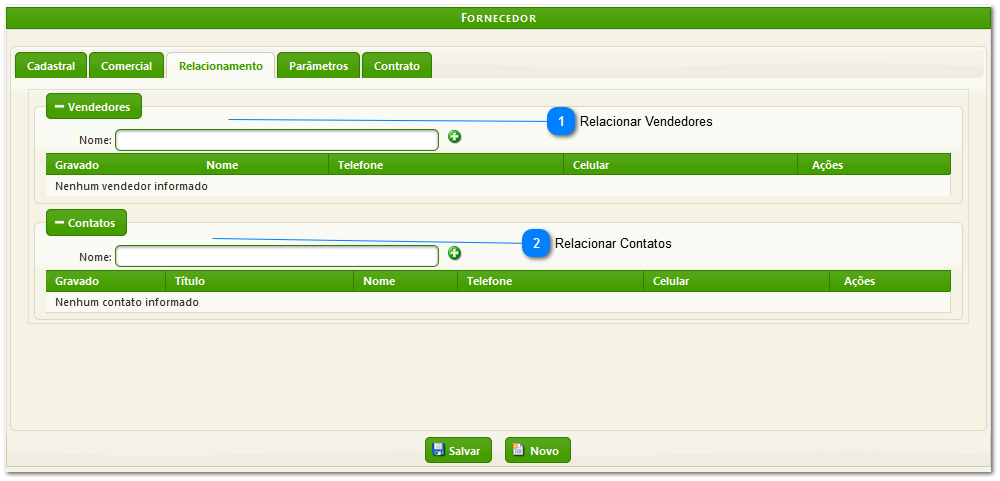 FORNECEDOR
Cadastral Comercial Relacionamento Parâmetros Contrato
Vendedores
1 Relacionar Vendedores
Nome:
Gravado Nome Telefone Celular Ações
Nenhum vendedor informado
Contatos
2 Relacionar Contatos
Nome:
Gravado Título Nome Telefone Celular Ações
Nenhum contato informado
Salvar Novo